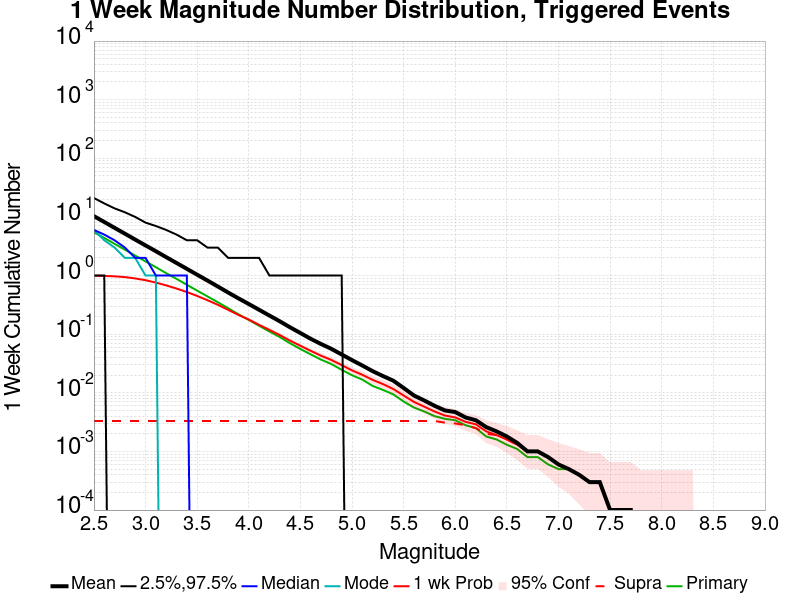 1 Week Magnitude Number Distribution, Triggered Events
1 Week Cumulative Number
10^4
10^3
10^2
10^1
10^0
10^-1
10^-2
10^-3
10^-4
2.5 3.0 3.5 4.0 4.5 5.0 5.5 6.0 6.5 7.0 7.5 8.0 8.5 9.0
Magnitude
Mean 2.5%,97.5% Median Mode 1 wk Prob 95% Conf Supra Primary